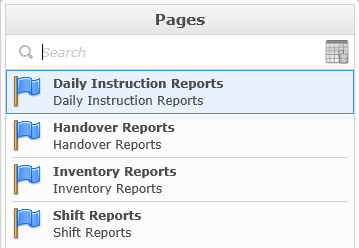 Pages
Search
Daily Instruction Reports
Daily Instruction Reports
Handover Reports
Handover Reports
Inventory Reports
Inventory Reports
Shift Reports
Shift Reports